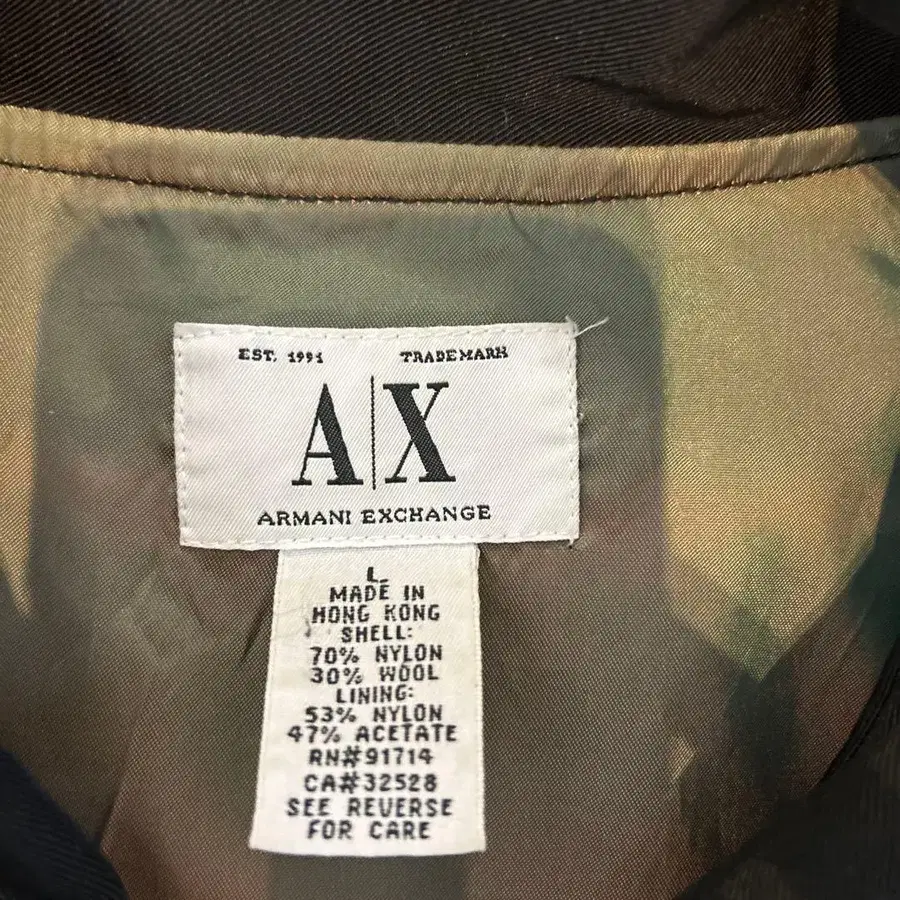 EST. 1991 TRADEMARK
A|X
ARMANI EXCHANGE
L
MADE IN
HONG KONG
SHELL:
70% NYLON
30% WOOL
LINING:
53% NYLON
47% ACETATE
RN#91714
CA#32528
SEE REVERSE
FOR CARE